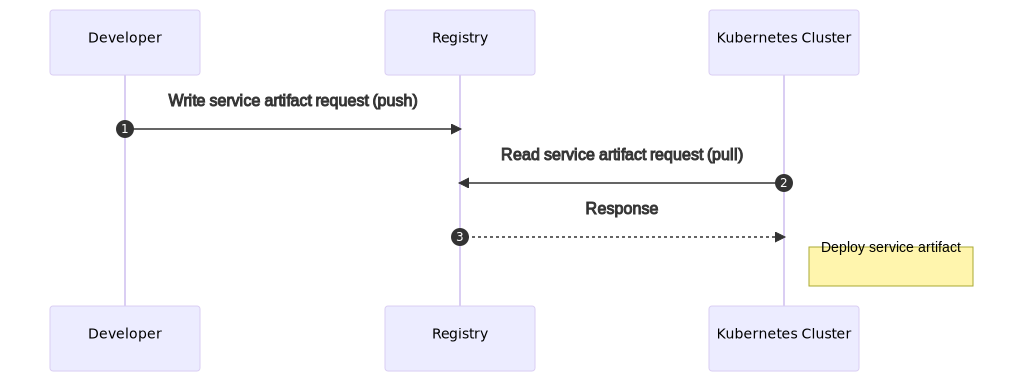 Developer
Registry
Kubernetes Cluster
Write service artifact request (push)
1
Read service artifact request (pull)
2
Response
3
Deploy service artifact
Developer
Registry
Kubernetes Cluster